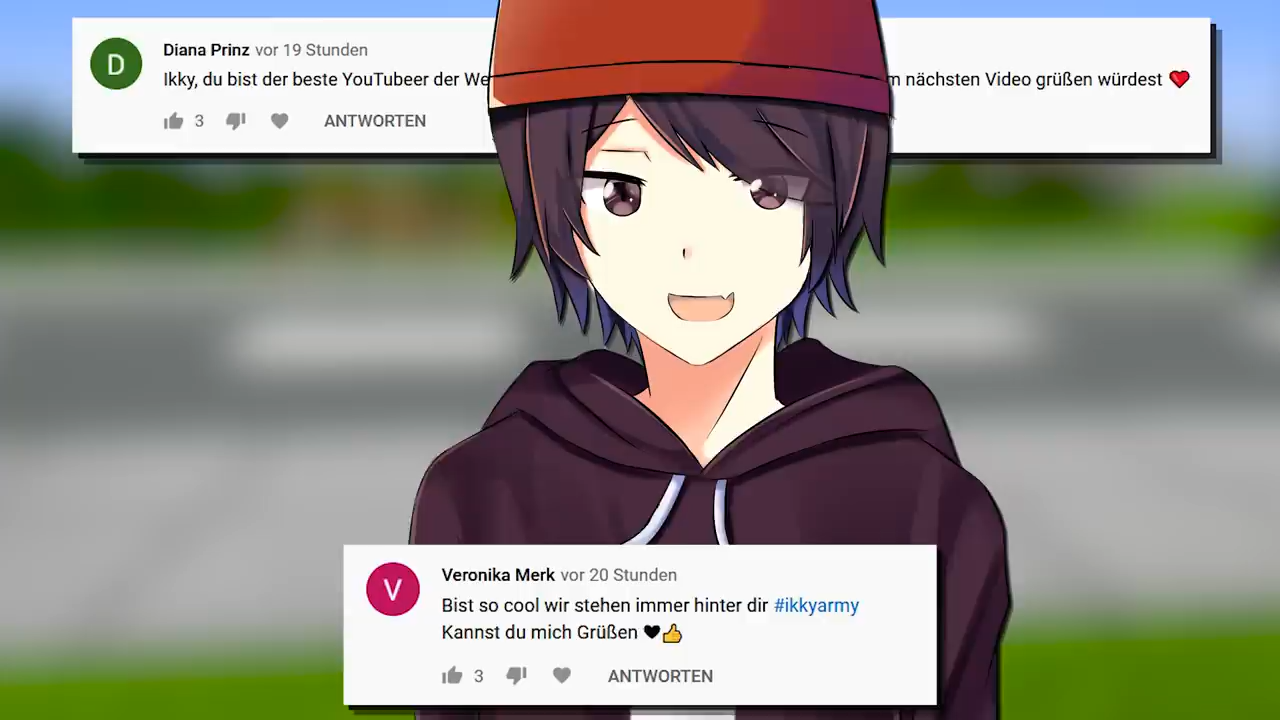 Diana Prinz vor 19 Stunden
Ikky, du bist der beste YouTubeer der nächsten Video grüßen würdest ❤️
3 ANTWORTEN
Veronika Merk vor 20 Stunden
Bist so cool wir stehen immer hinter dir #ikkyarmy
Kannst du mich Grüßen 🖤👍
3 ANTWORTEN